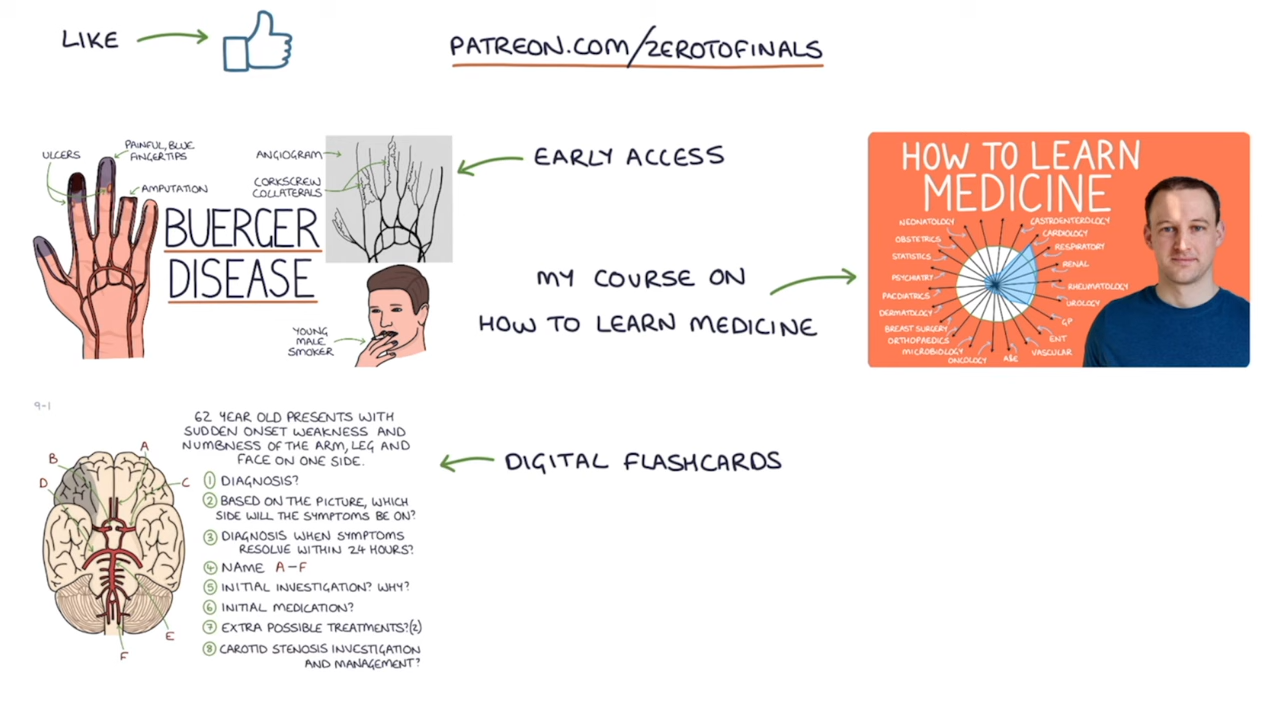 LIKE
PATREON.COM/ZEROTOFINALS
ULCERS
PAINFUL, BLUE
FINGERTIPS
AMPUTATION
BUERGER
DISEASE
ANGIOGRAM
CORKSCREW
COLLATERALS
YOUNG
MALE
SMOKER
EARLY ACCESS
MY COURSE ON
HOW TO LEARN MEDICINE
HOW TO LEARN
MEDICINE
NEONATOLOGY
OBSTETRICS
STATISTICS
PSYCHIATRY
PAEDIATRICS
DERMATOLOGY
BREAST SURGERY
ORTHOPAEDICS
MICROBIOLOGY
ONCOLOGY
A&E
VASCULAR
ENT
GP
UROLOGY
RHEUMATOLOGY
RENAL
RESPIRATORY
CARDIOLOGY
GASTROENTEROLOGY
9-1
62 YEAR OLD PRESENTS WITH
SUDDEN ONSET WEAKNESS AND
NUMBNESS OF THE ARM, LEG AND
FACE ON ONE SIDE.
A
B
C
D
E
F
1 DIAGNOSIS?
2 BASED ON THE PICTURE, WHICH
SIDE WILL THE SYMPTOMS BE ON?
3 DIAGNOSIS WHEN SYMPTOMS
RESOLVE WITHIN 24 HOURS?
4 NAME A-F
5 INITIAL INVESTIGATION? WHY?
6 INITIAL MEDICATION?
7 EXTRA POSSIBLE TREATMENTS?(2)
8 CAROTID STENOSIS INVESTIGATION
AND MANAGEMENT?
DIGITAL FLASHCARDS